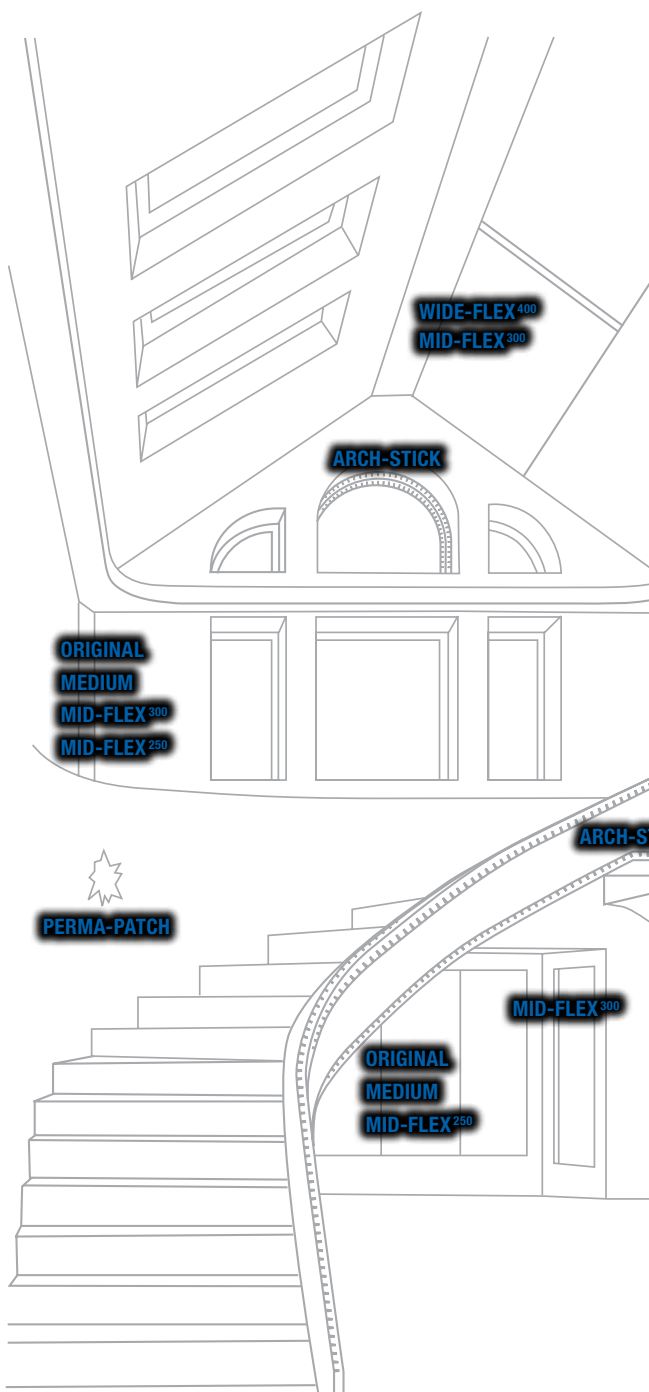 WIDE-FLEX⁴⁰⁰
MID-FLEX³⁰⁰
ARCH-STICK
ORIGINAL
MEDIUM
MID-FLEX³⁰⁰
MID-FLEX²⁵⁰
ARCH-S
PERMA-PATCH
MID-FLEX³⁰⁰
ORIGINAL
MEDIUM
MID-FLEX²⁵⁰